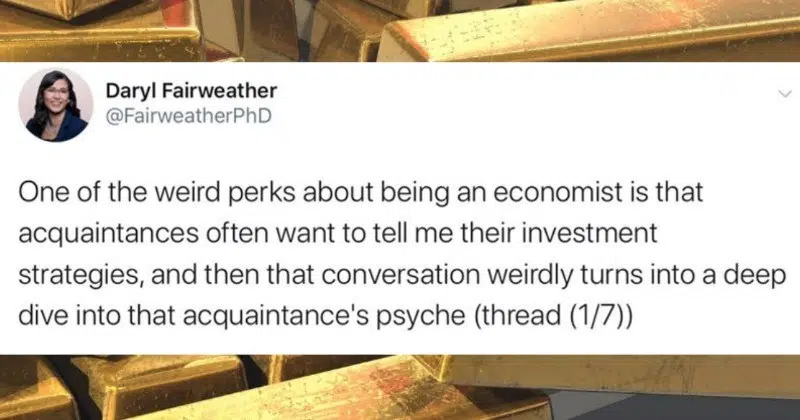 Daryl Fairweather
@FairweatherPhD
One of the weird perks about being an economist is that
acquaintances often want to tell me their investment
strategies, and then that conversation weirdly turns into a deep
dive into that acquaintance's psyche (thread (1/7))